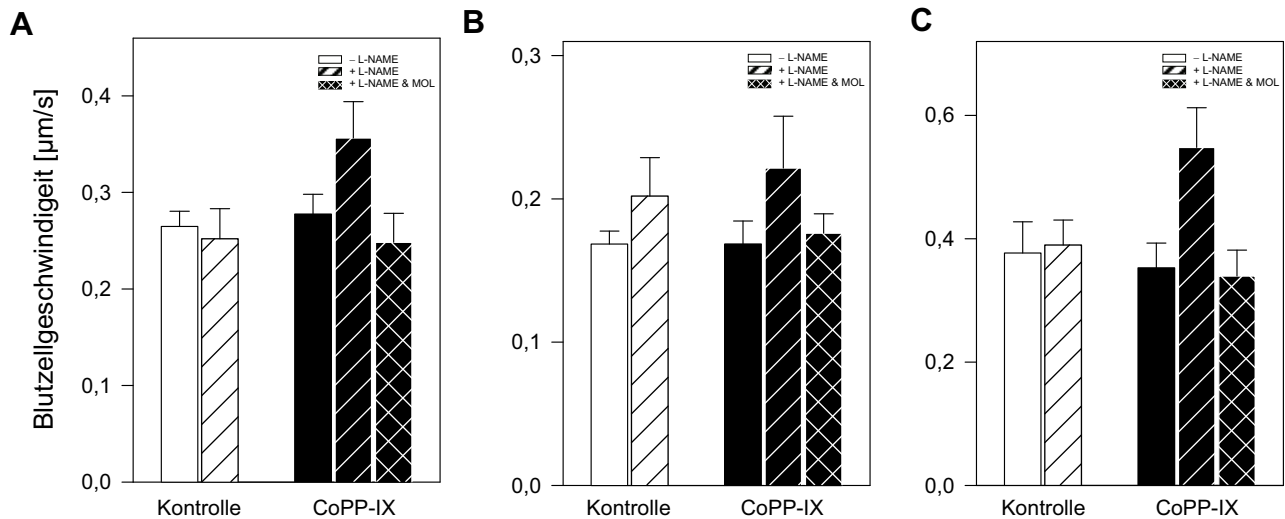 A
– L-NAME
+ L-NAME
+ L-NAME & MOL
Blutzellgeschwindigeit [µm/s]
0,4
0,3
0,2
0,1
0,0
Kontrolle CoPP-IX
B
– L-NAME
+ L-NAME
+ L-NAME & MOL
0,3
0,2
0,1
0,0
Kontrolle CoPP-IX
C
– L-NAME
+ L-NAME
+ L-NAME & MOL
0,6
0,4
0,2
0,0
Kontrolle CoPP-IX